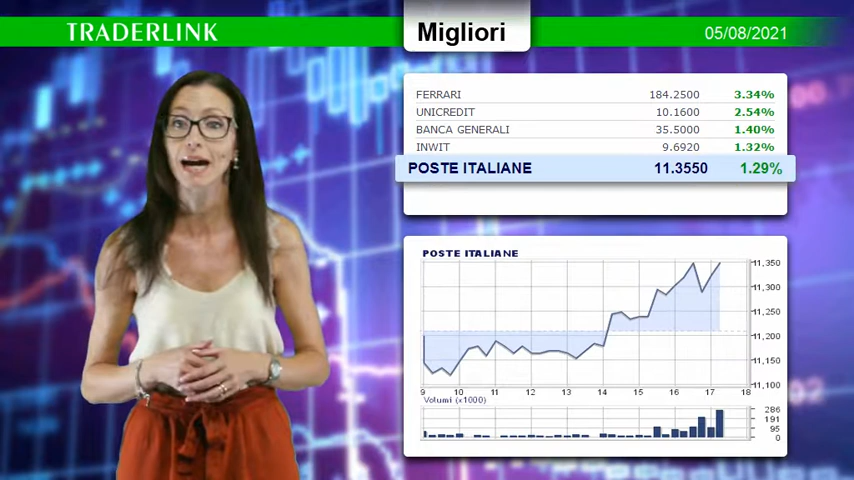 TRADERLINK
Migliori
05/08/2021
FERRARI 184.2500 3.34%
UNICREDIT 10.1600 2.54%
BANCA GENERALI 35.5000 1.40%
INWIT 9.6920 1.32%
POSTE ITALIANE 11.3550 1.29%
POSTE ITALIANE
11,350
11,300
11,250
11,200
11,150
11,100
9 10 11 12 13 14 15 16 17 18
Volumi (x1000)
286
191
95
0